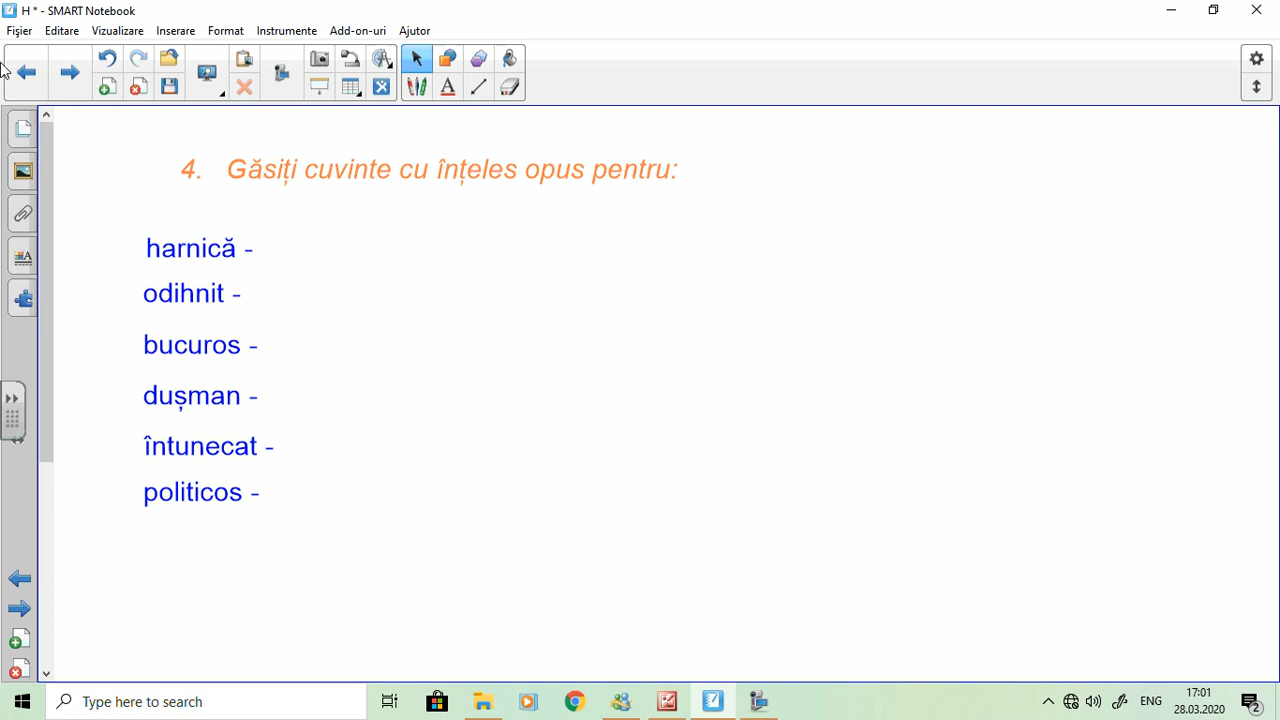 H * - SMART Notebook
Fișier Editare Vizualizare Inserare Format Instrumente Add-on-uri Ajutor
4. Găsiți cuvinte cu înțeles opus pentru:
harnică -
odihnit -
bucuros -
dușman -
întunecat -
politicos -
Type here to search
ENG
17:01
28.03.2020
2